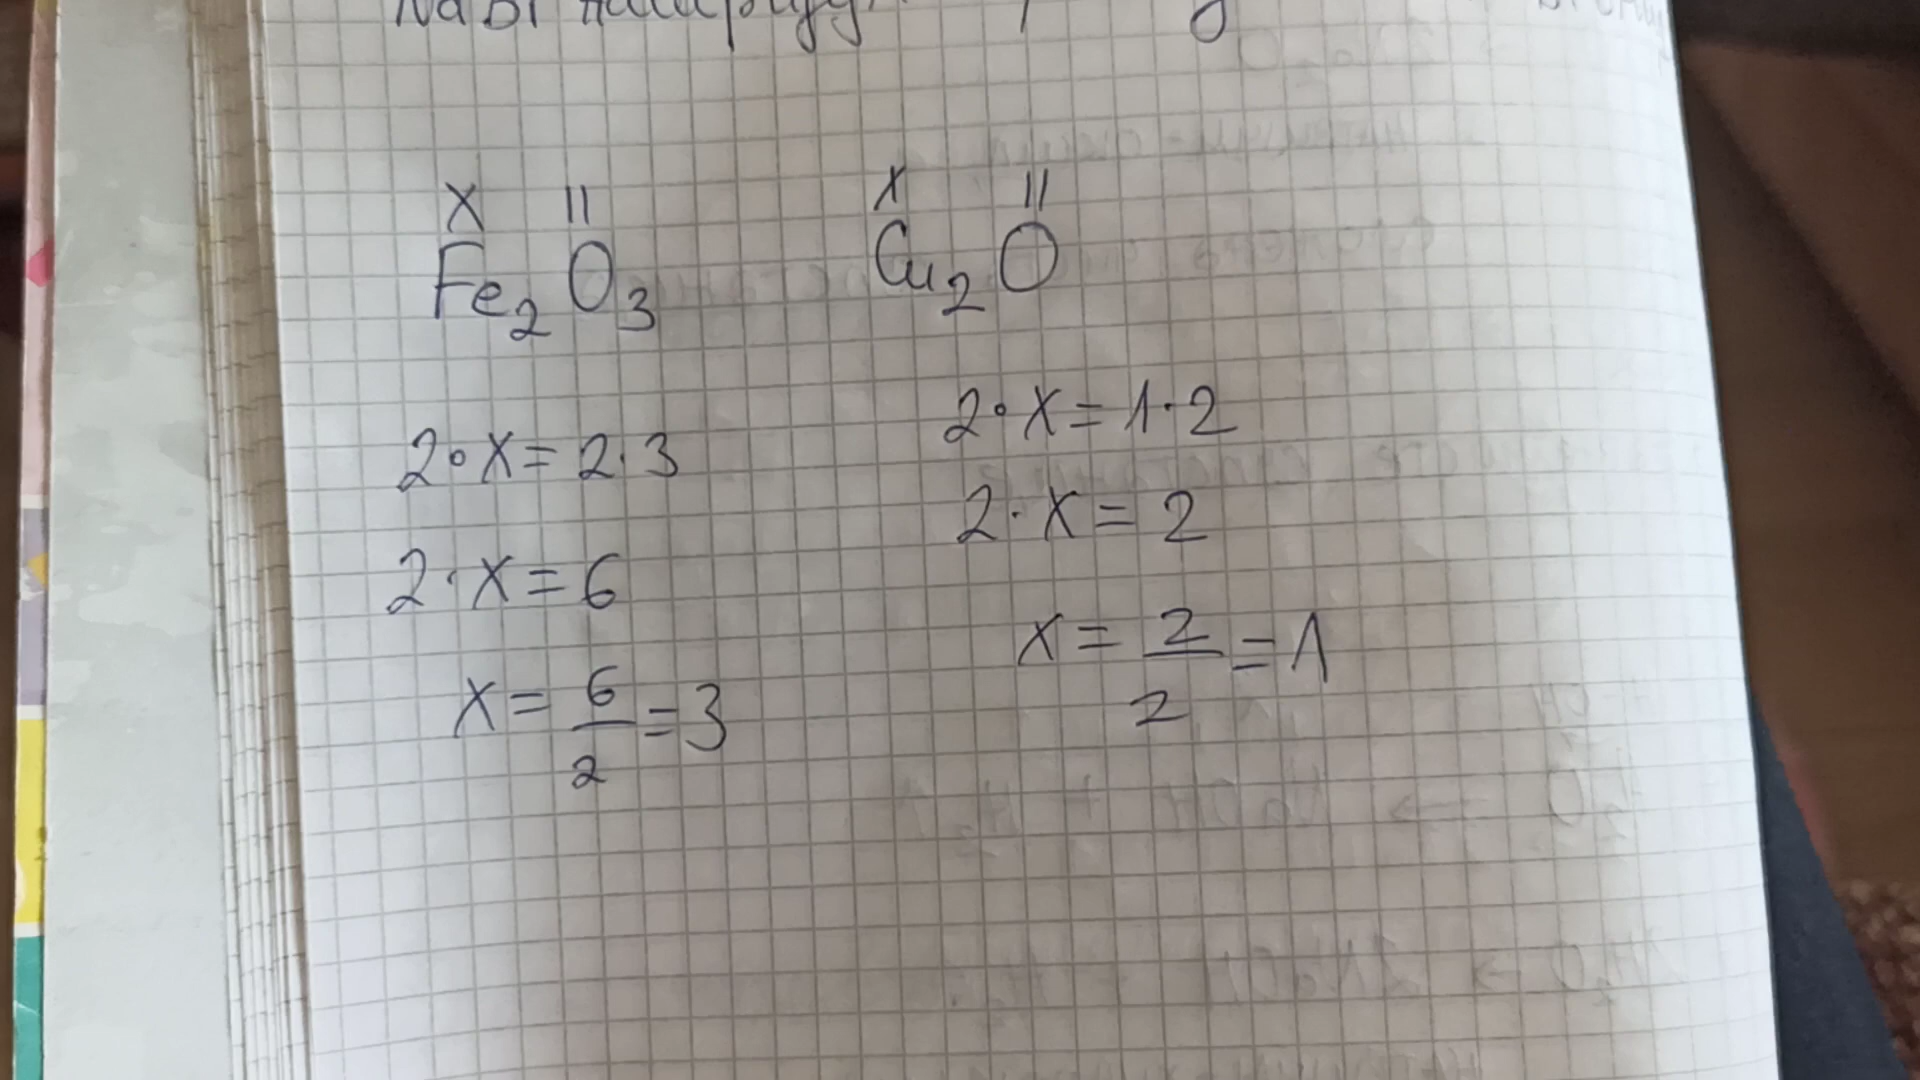 NaBr
x II
Fe₂O₃
2·x=2·3
2·x=6
x=6/2=3
x II
Cu₂O
2·x=1·2
2·x=2
x=2/2=1